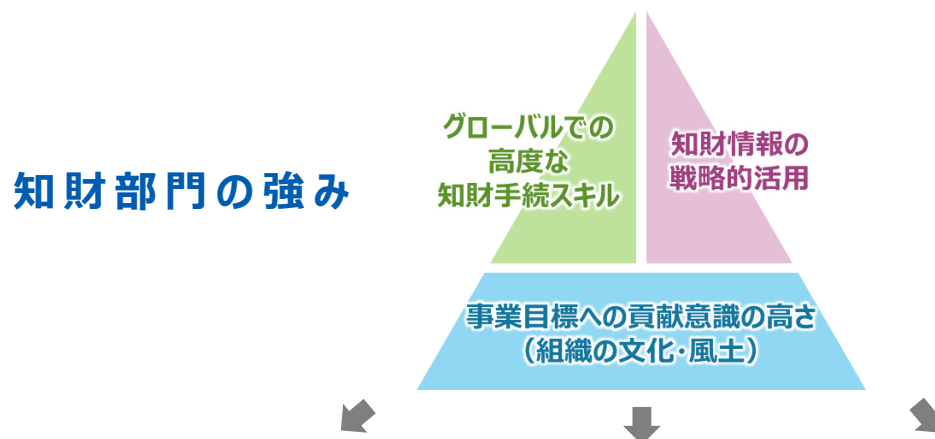 知財部門の強み
グローバルでの
高度な
知財手続スキル
知財情報の
戦略的活用
事業目標への貢献意識の高さ
（組織の文化・風土）